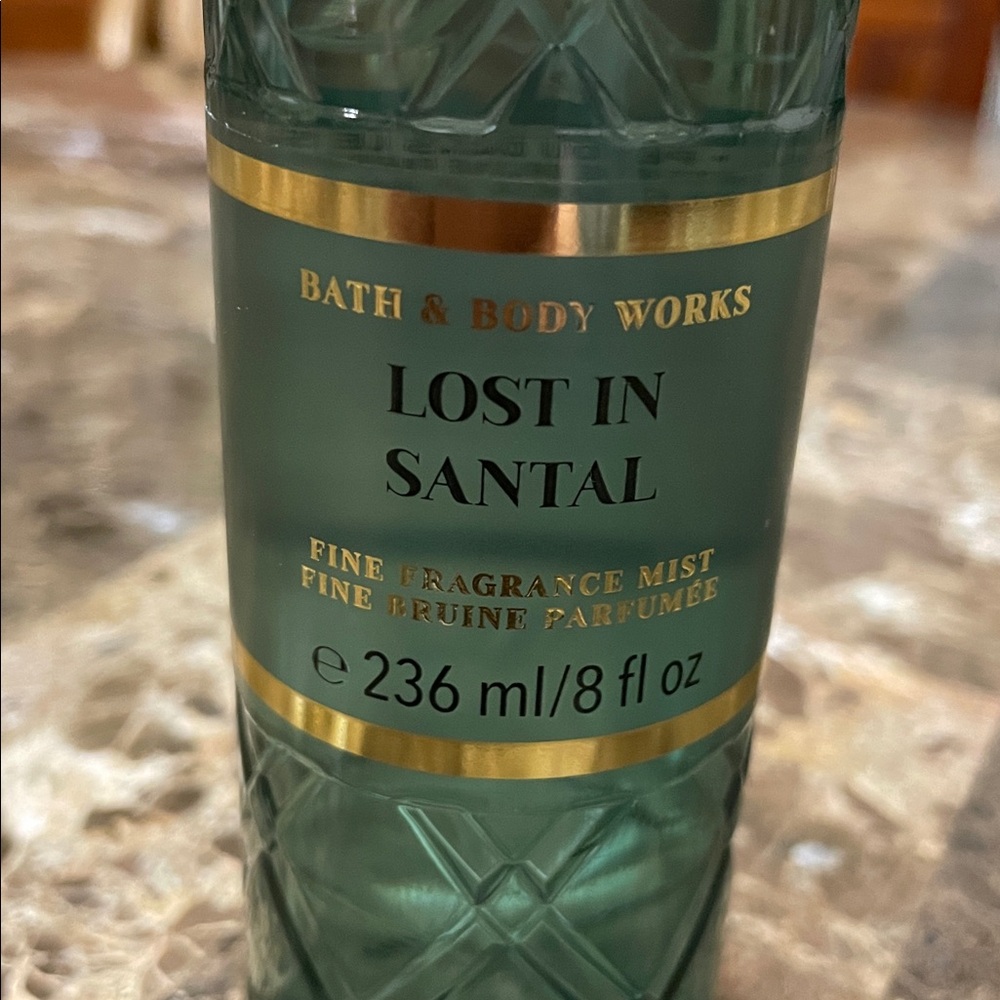 BATH & BODY WORKS
LOST IN
SANTAL
FINE FRAGRANCE MIST
FINE BRUINE PARFUMÉE
℮ 236 ml/8 fl oz